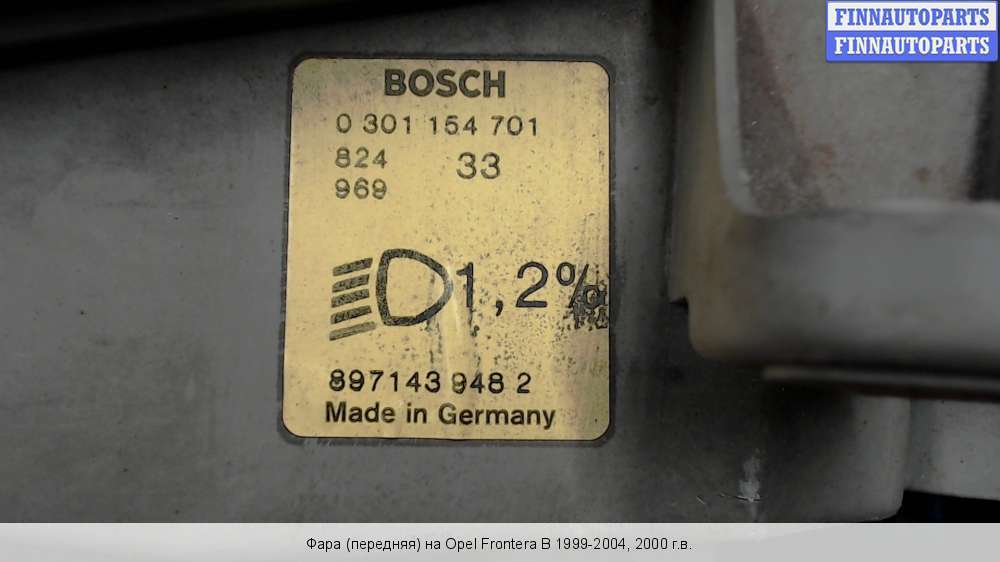 FINNAUTOPARTS
FINNAUTOPARTS
BOSCH
0 301 154 701
824 33
969
1,2%
897143 948 2
Made in Germany
Фара (передняя) на Opel Frontera B 1999-2004, 2000 г.в.